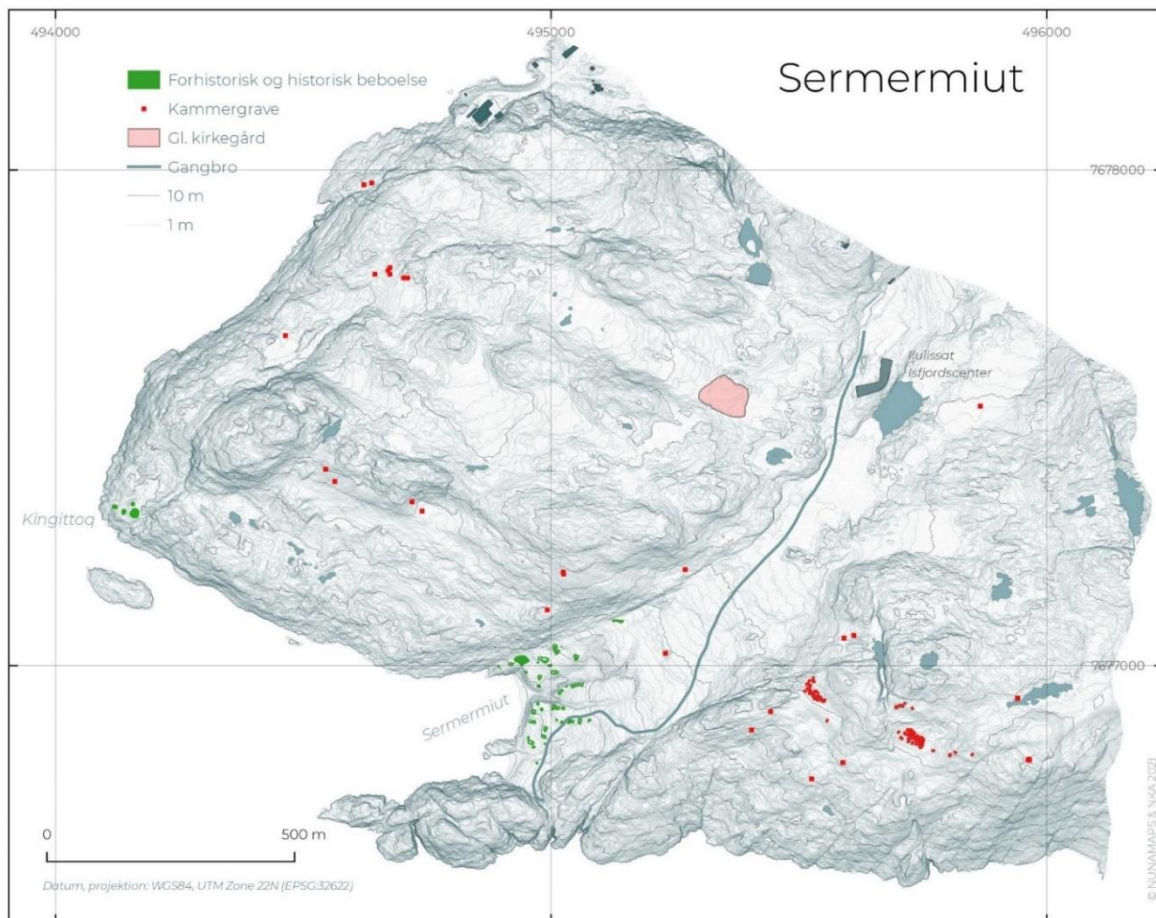 494000
495000
496000
Sermermiut
Forhistorisk og historisk beboelse
Kammergrave
Gl. kirkegård
Gangbro
10 m
1 m
7678000
Isfjordscenter
Kingittoq
7677000
Sermermiut
0
500 m
Datum, projektion: WGS84, UTM Zone 22N (EPSG:32622)
© NUNAMAPS & NKA 2021